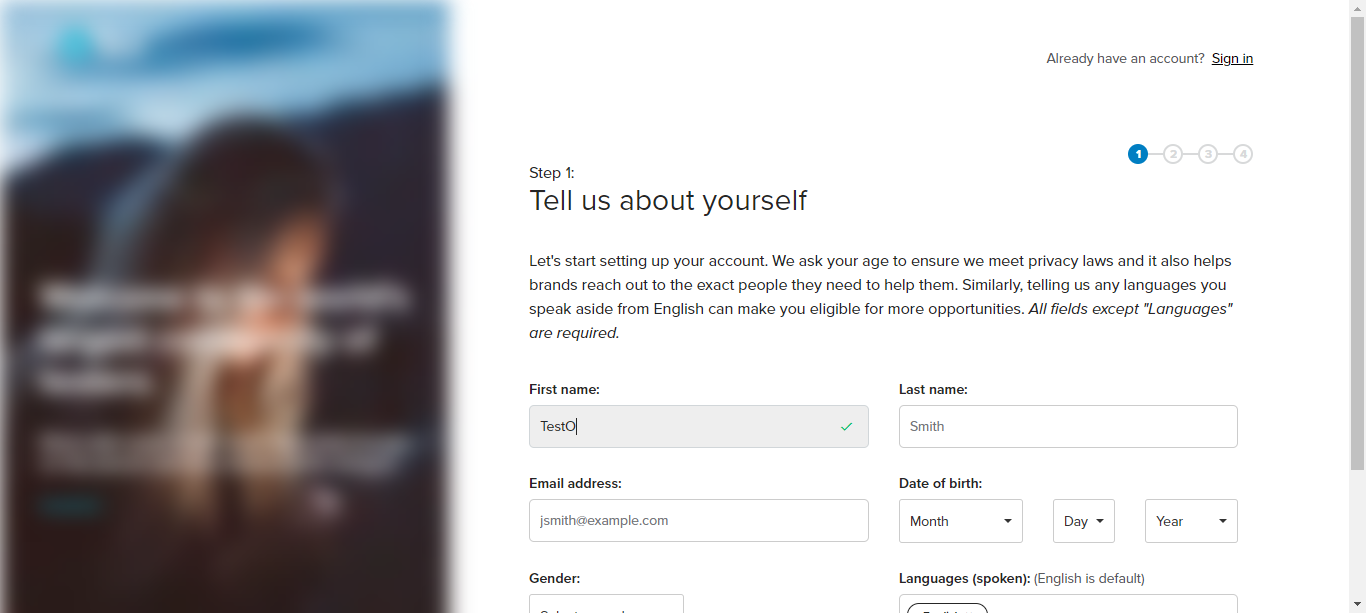 Already have an account? Sign in
1 2 3 4
Step 1:
Tell us about yourself
Let's start setting up your account. We ask your age to ensure we meet privacy laws and it also helps
brands reach out to the exact people they need to help them. Similarly, telling us any languages you
speak aside from English can make you eligible for more opportunities. All fields except "Languages"
are required.
First name:
Last name:
TestO
Smith
Email address:
Date of birth:
jsmith@example.com
Month
Day
Year
Gender:
Languages (spoken): (English is default)